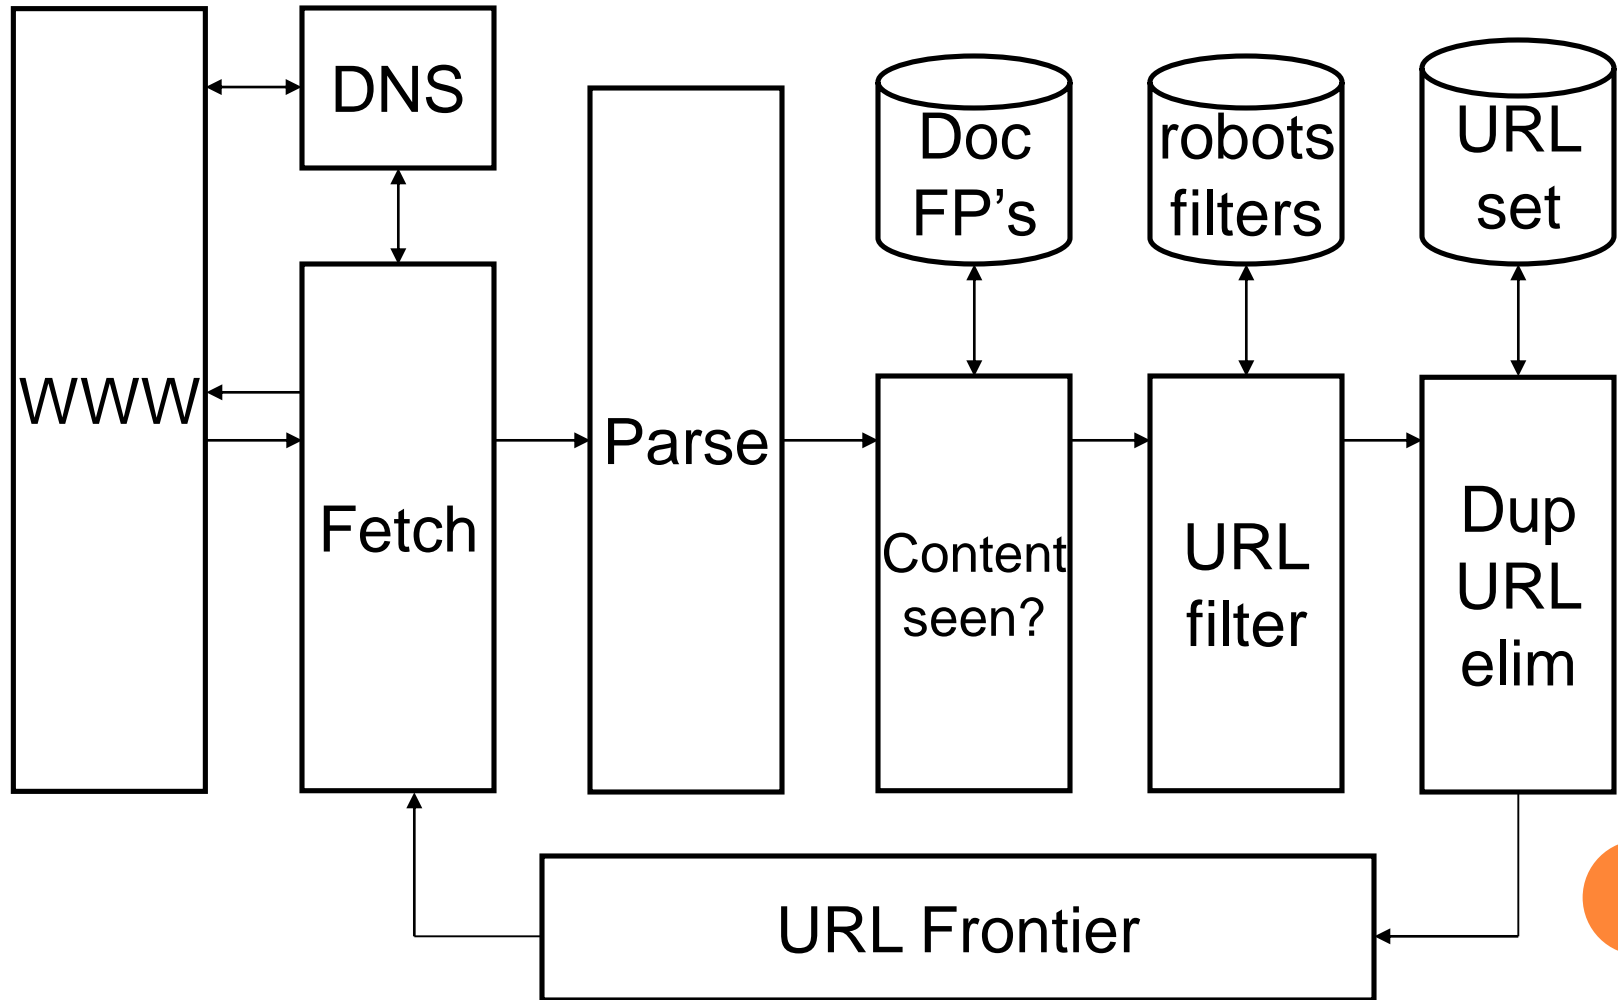 WWW
DNS
Fetch
Parse
Doc
FP’s
Content
seen?
robots
filters
URL
filter
URL
set
Dup
URL
elim
URL Frontier